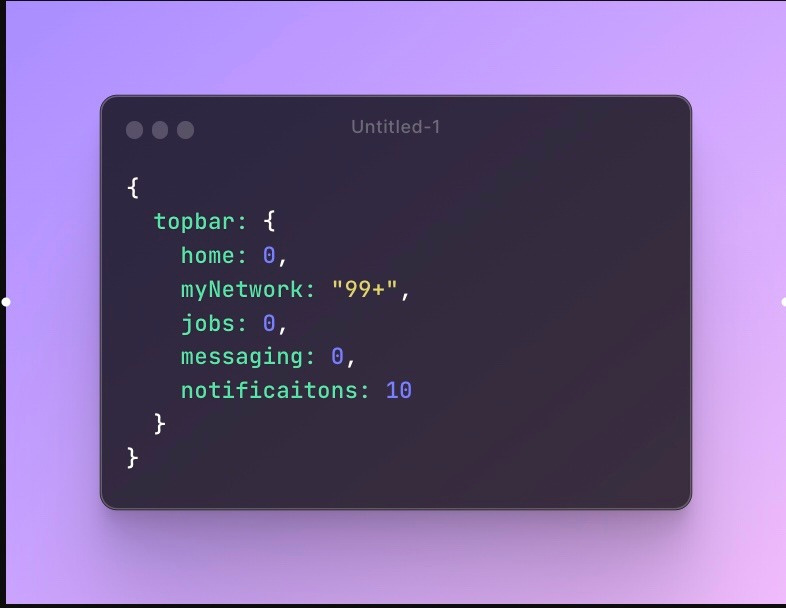 Untitled-1
{
  topbar: {
    home: 0,
    myNetwork: "99+",
    jobs: 0,
    messaging: 0,
    notificaitons: 10
  }
}